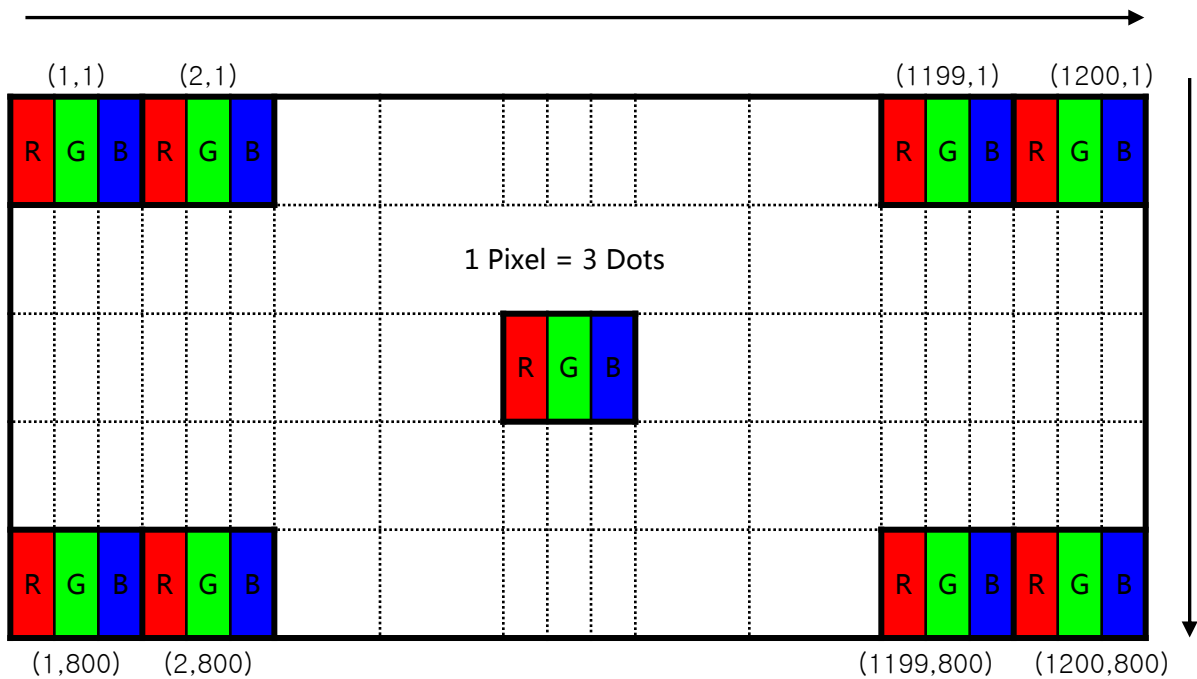 (1,1) (2,1) (1199,1) (1200,1)
R G B R G B R G B R G B
1 Pixel = 3 Dots
R G B
R G B R G B R G B R G B
(1,800) (2,800) (1199,800) (1200,800)